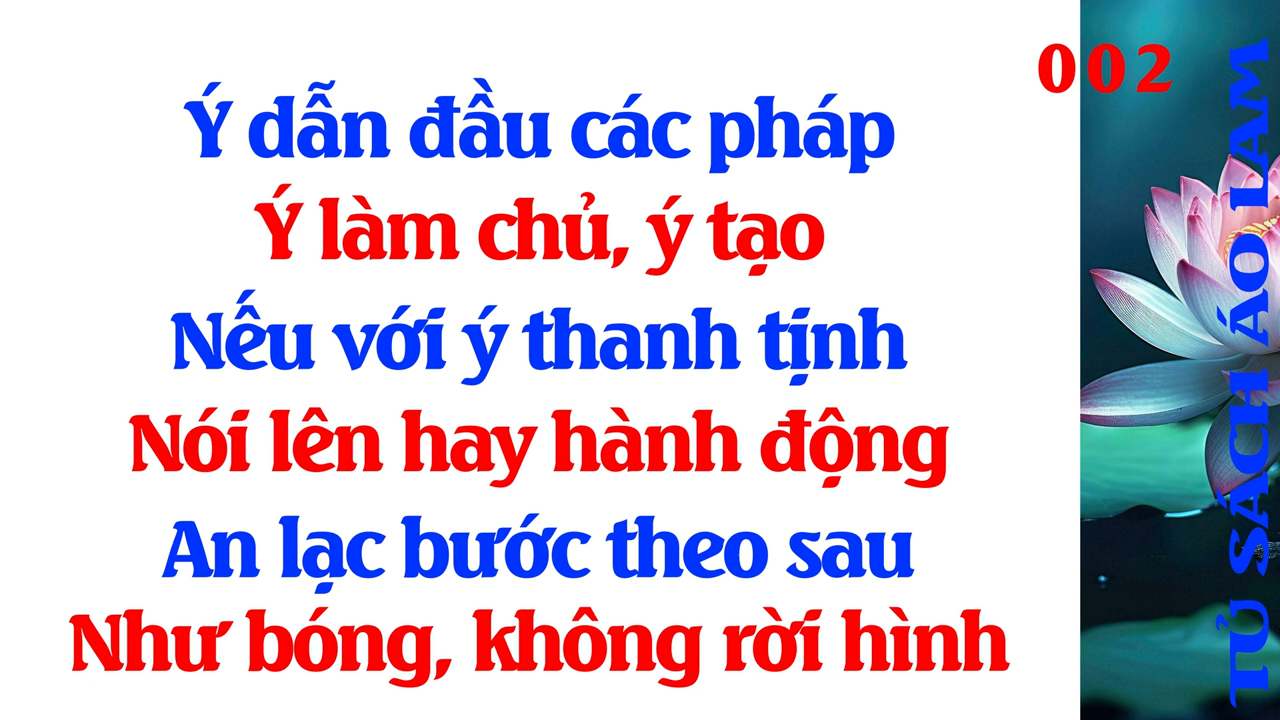 002
Ý dẫn đầu các pháp
Ý làm chủ, ý tạo
Nếu với ý thanh tịnh
Nói lên hay hành động
An lạc bước theo sau
Như bóng, không rời hình
TỦ SÁCH ÁO LAM